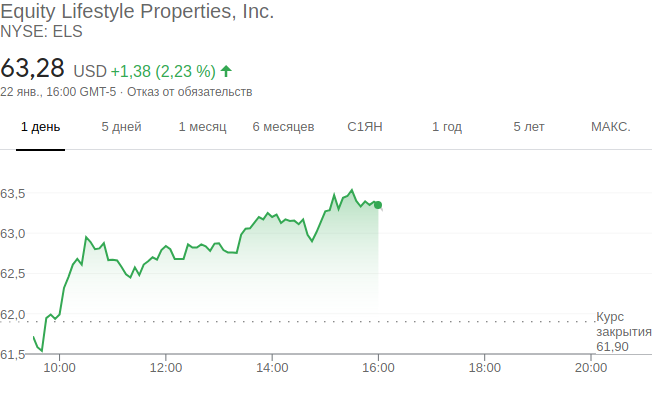 Equity Lifestyle Properties, Inc.
NYSE: ELS
63,28 USD +1,38 (2,23 %)
22 янв., 16:00 GMT-5 · Отказ от обязательств
1 день 5 дней 1 месяц 6 месяцев С1ЯН 1 год 5 лет МАКС.
63,5
63,0
62,5
62,0
Курс
закрытия
61,90
61,5
10:00 12:00 14:00 16:00 18:00 20:00